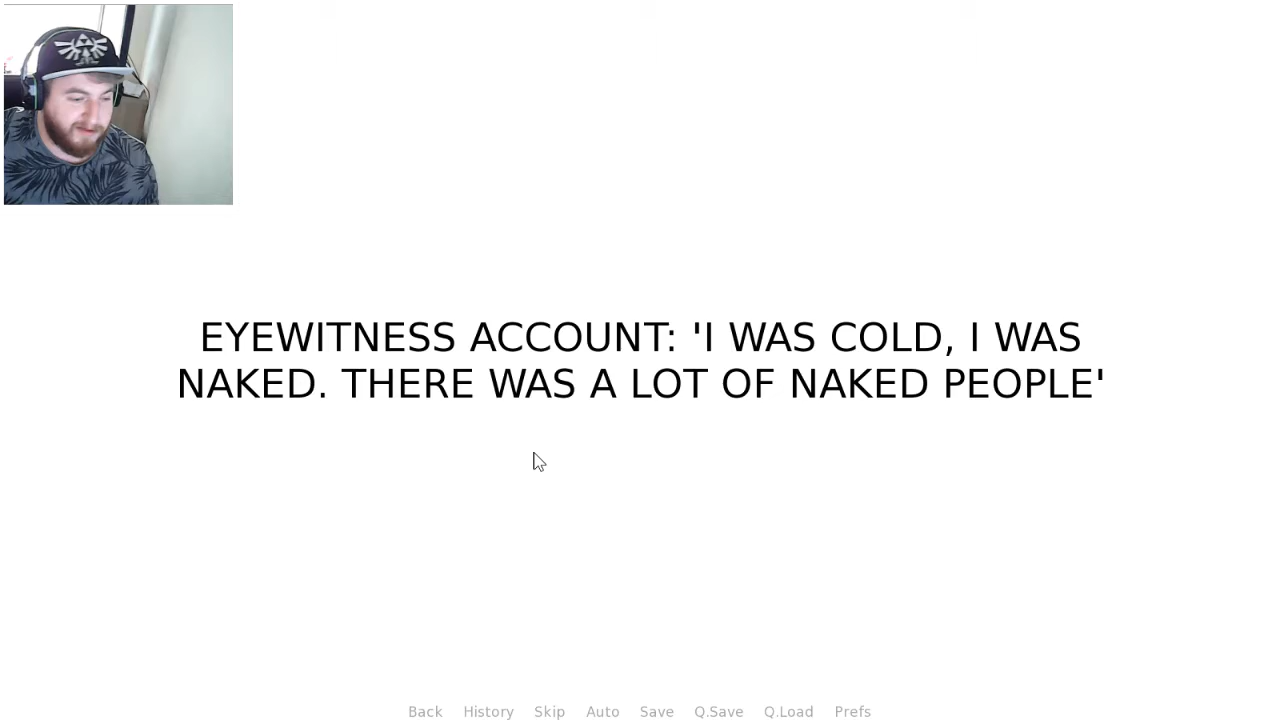 EYEWITNESS ACCOUNT: 'I WAS COLD, I WAS
NAKED. THERE WAS A LOT OF NAKED PEOPLE'
Back History Skip Auto Save Q.Save Q.Load Prefs